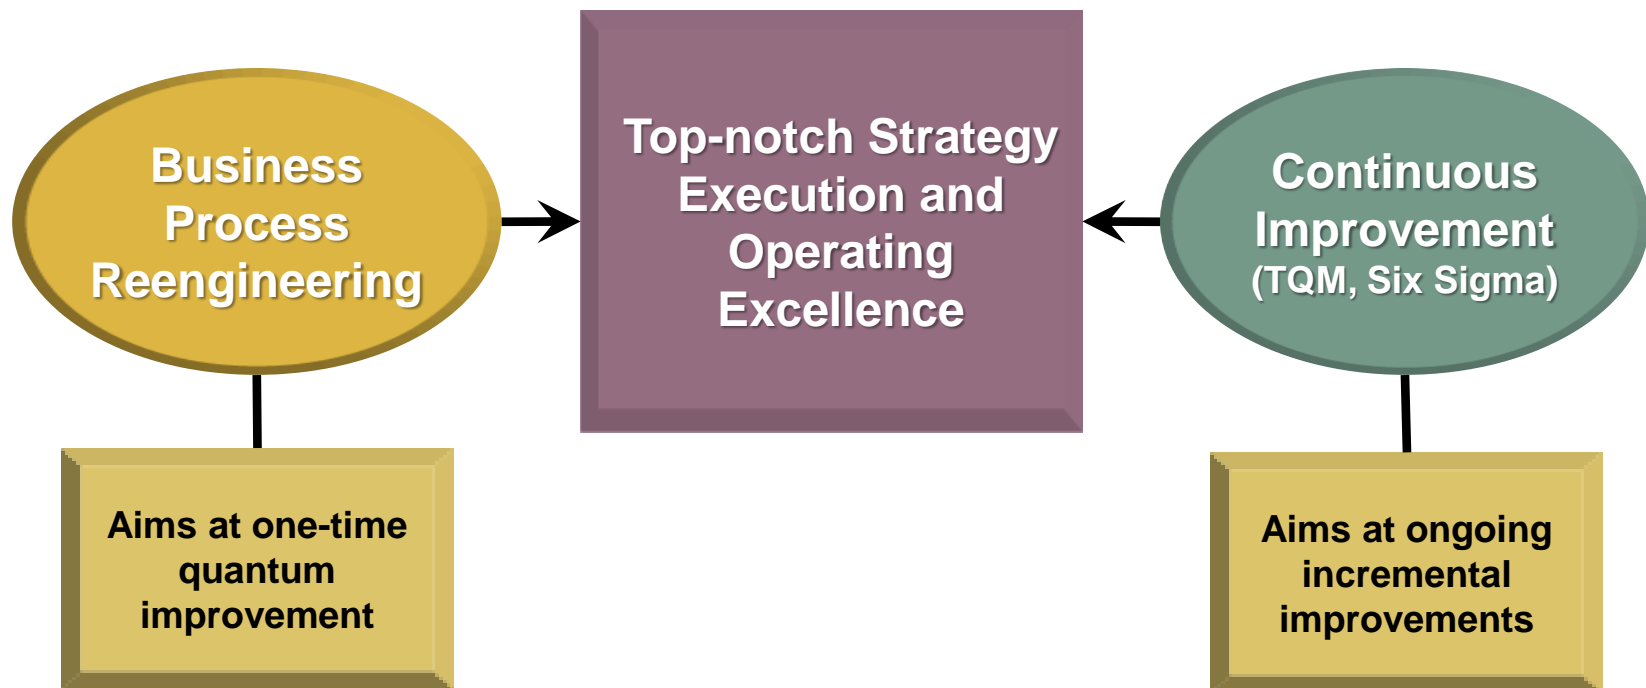 Business
Process
Reengineering
Top-notch Strategy
Execution and
Operating
Excellence
Continuous
Improvement
(TQM, Six Sigma)
Aims at one-time
quantum
improvement
Aims at ongoing
incremental
improvements